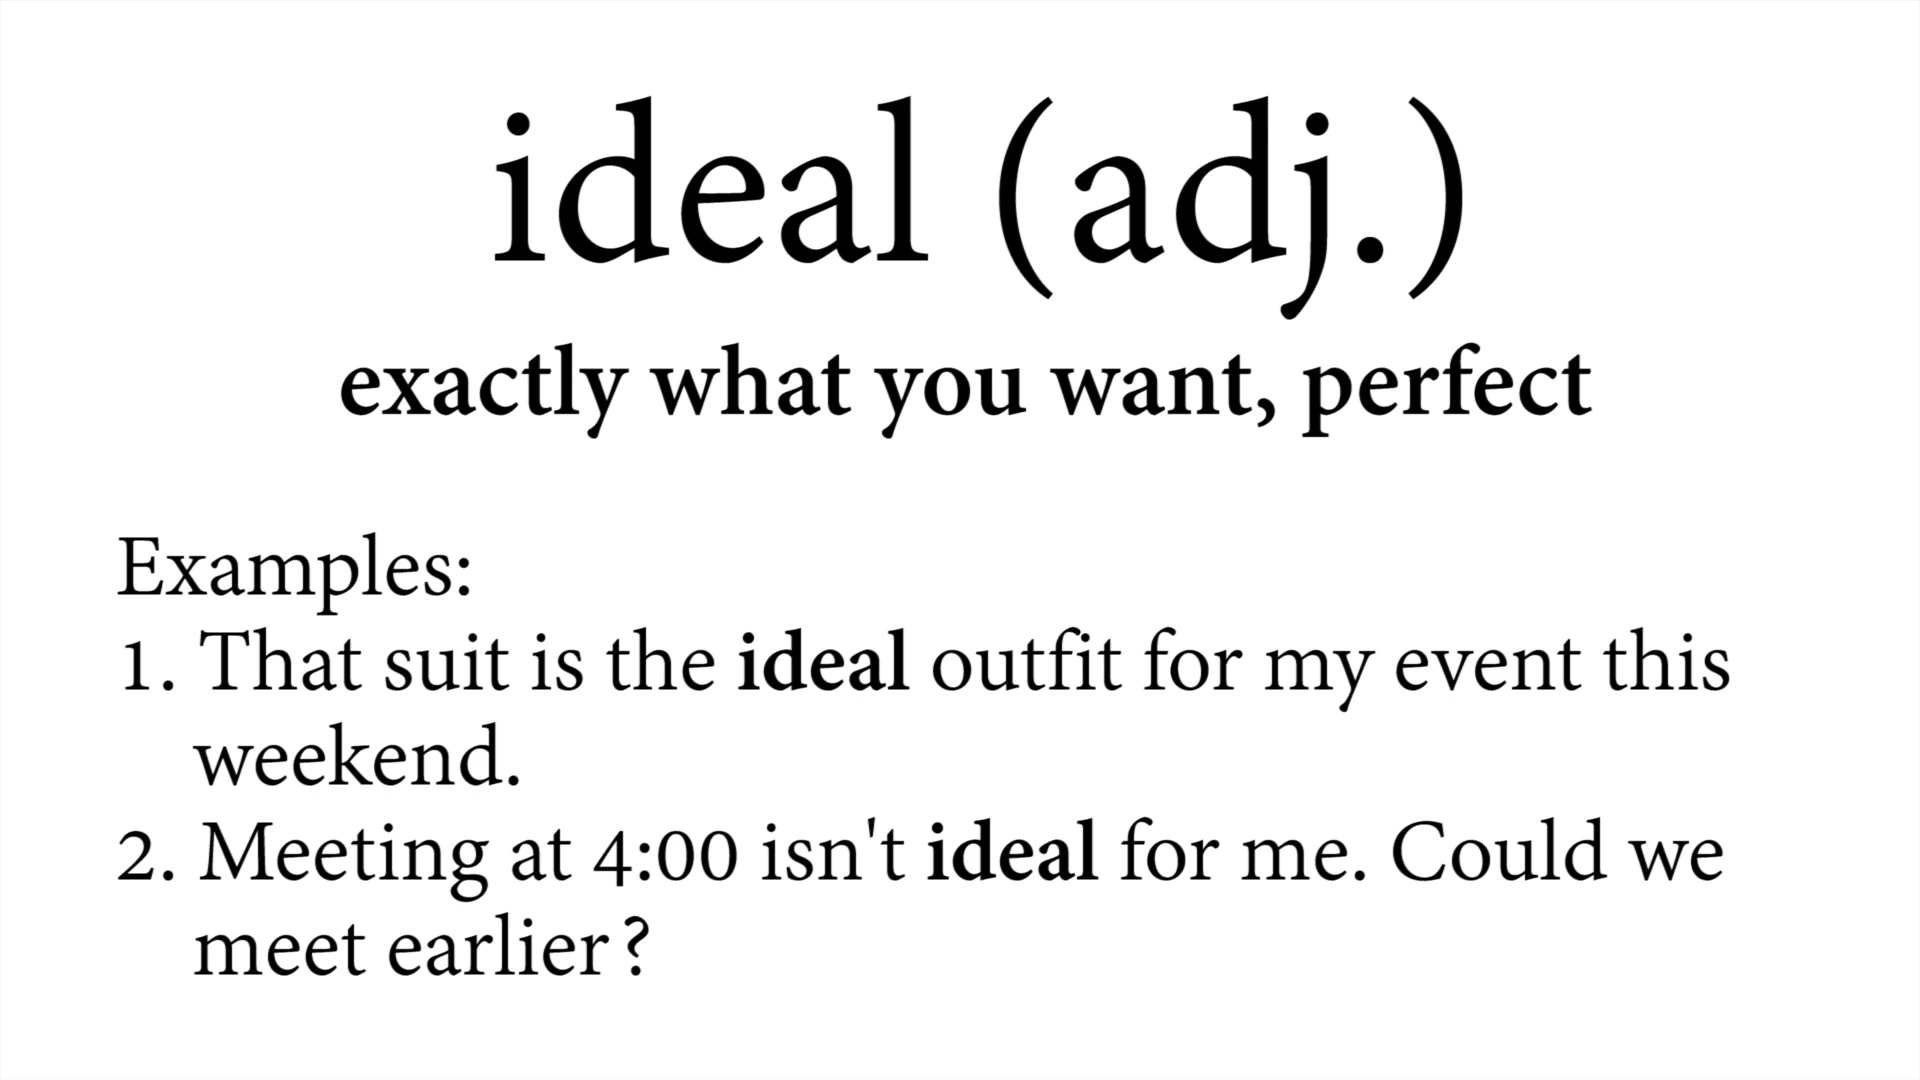 ideal (adj.)
exactly what you want, perfect
Examples:
1. That suit is the ideal outfit for my event this
weekend.
2. Meeting at 4:00 isn't ideal for me. Could we
meet earlier?